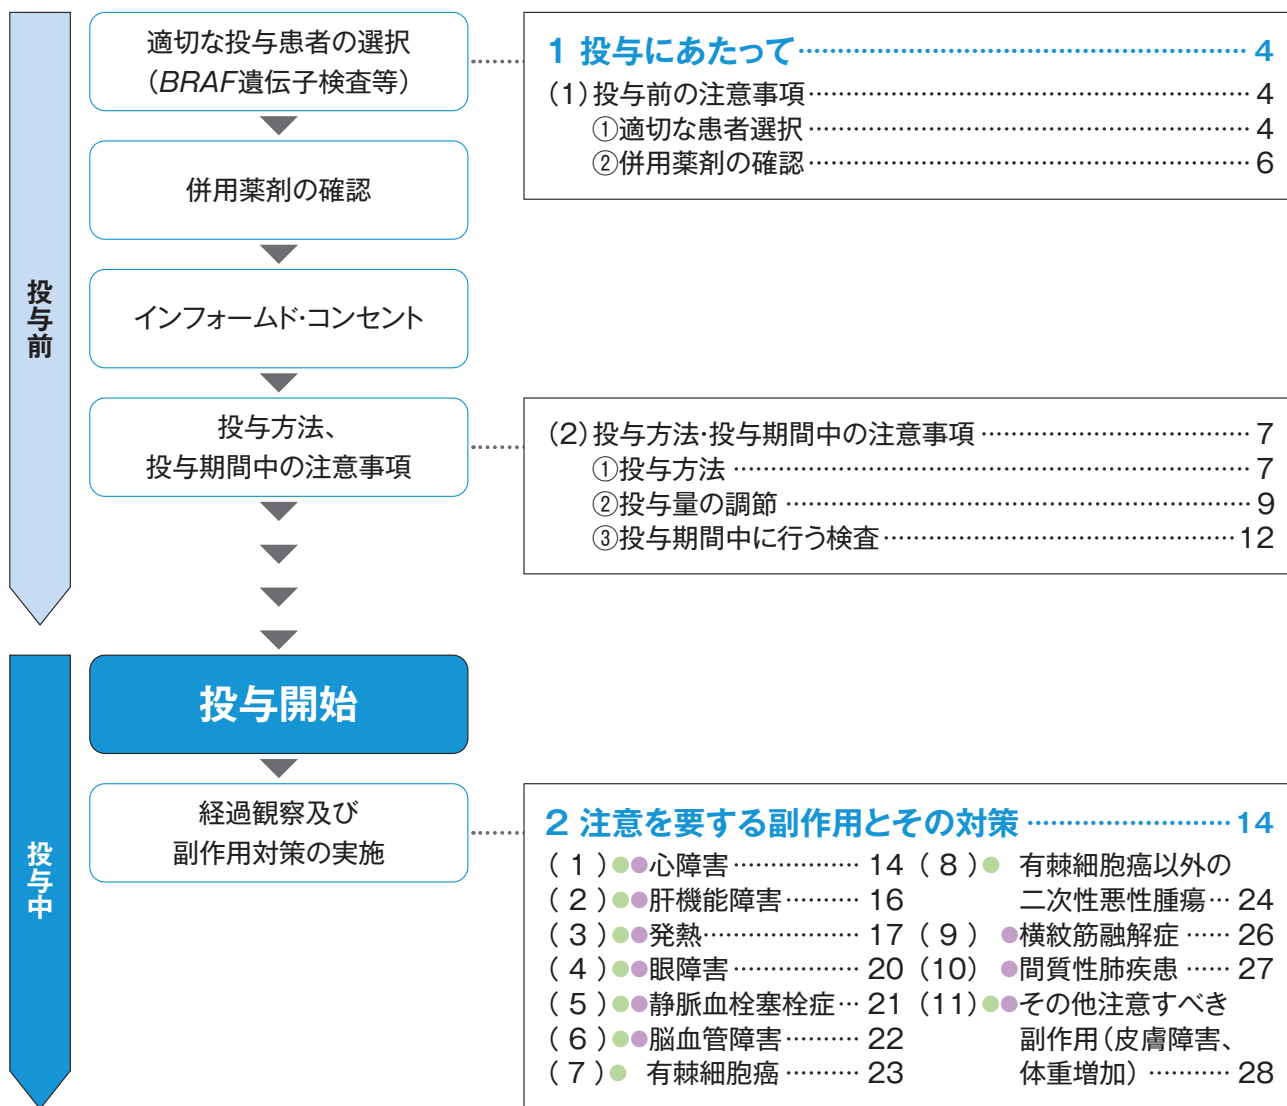 投与前
適切な投与患者の選択
（BRAF遺伝子検査等）
併用薬剤の確認
インフォームド・コンセント
投与方法、
投与期間中の注意事項
1 投与にあたって…………………………………………… 4
（1）投与前の注意事項…………………………………………… 4
①適切な患者選択…………………………………………… 4
②併用薬剤の確認…………………………………………… 6
（2）投与方法・投与期間中の注意事項………………………… 7
①投与方法…………………………………………………… 7
②投与量の調節……………………………………………… 9
③投与期間中に行う検査……………………………………12
投与中
投与開始
経過観察及び
副作用対策の実施
2 注意を要する副作用とその対策……………………14
（1）●●心障害……………… 14
（2）●●肝機能障害………… 16
（3）●●発熱………………… 17
（4）●●眼障害……………… 20
（5）●●静脈血栓塞栓症… 21
（6）●●脳血管障害………… 22
（7）● 有棘細胞癌………… 23
（8）● 有棘細胞癌以外の
二次性悪性腫瘍… 24
（9） ●横紋筋融解症…… 26
（10） ●間質性肺疾患…… 27
（11）●●その他注意すべき
副作用（皮膚障害、
体重増加）………… 28